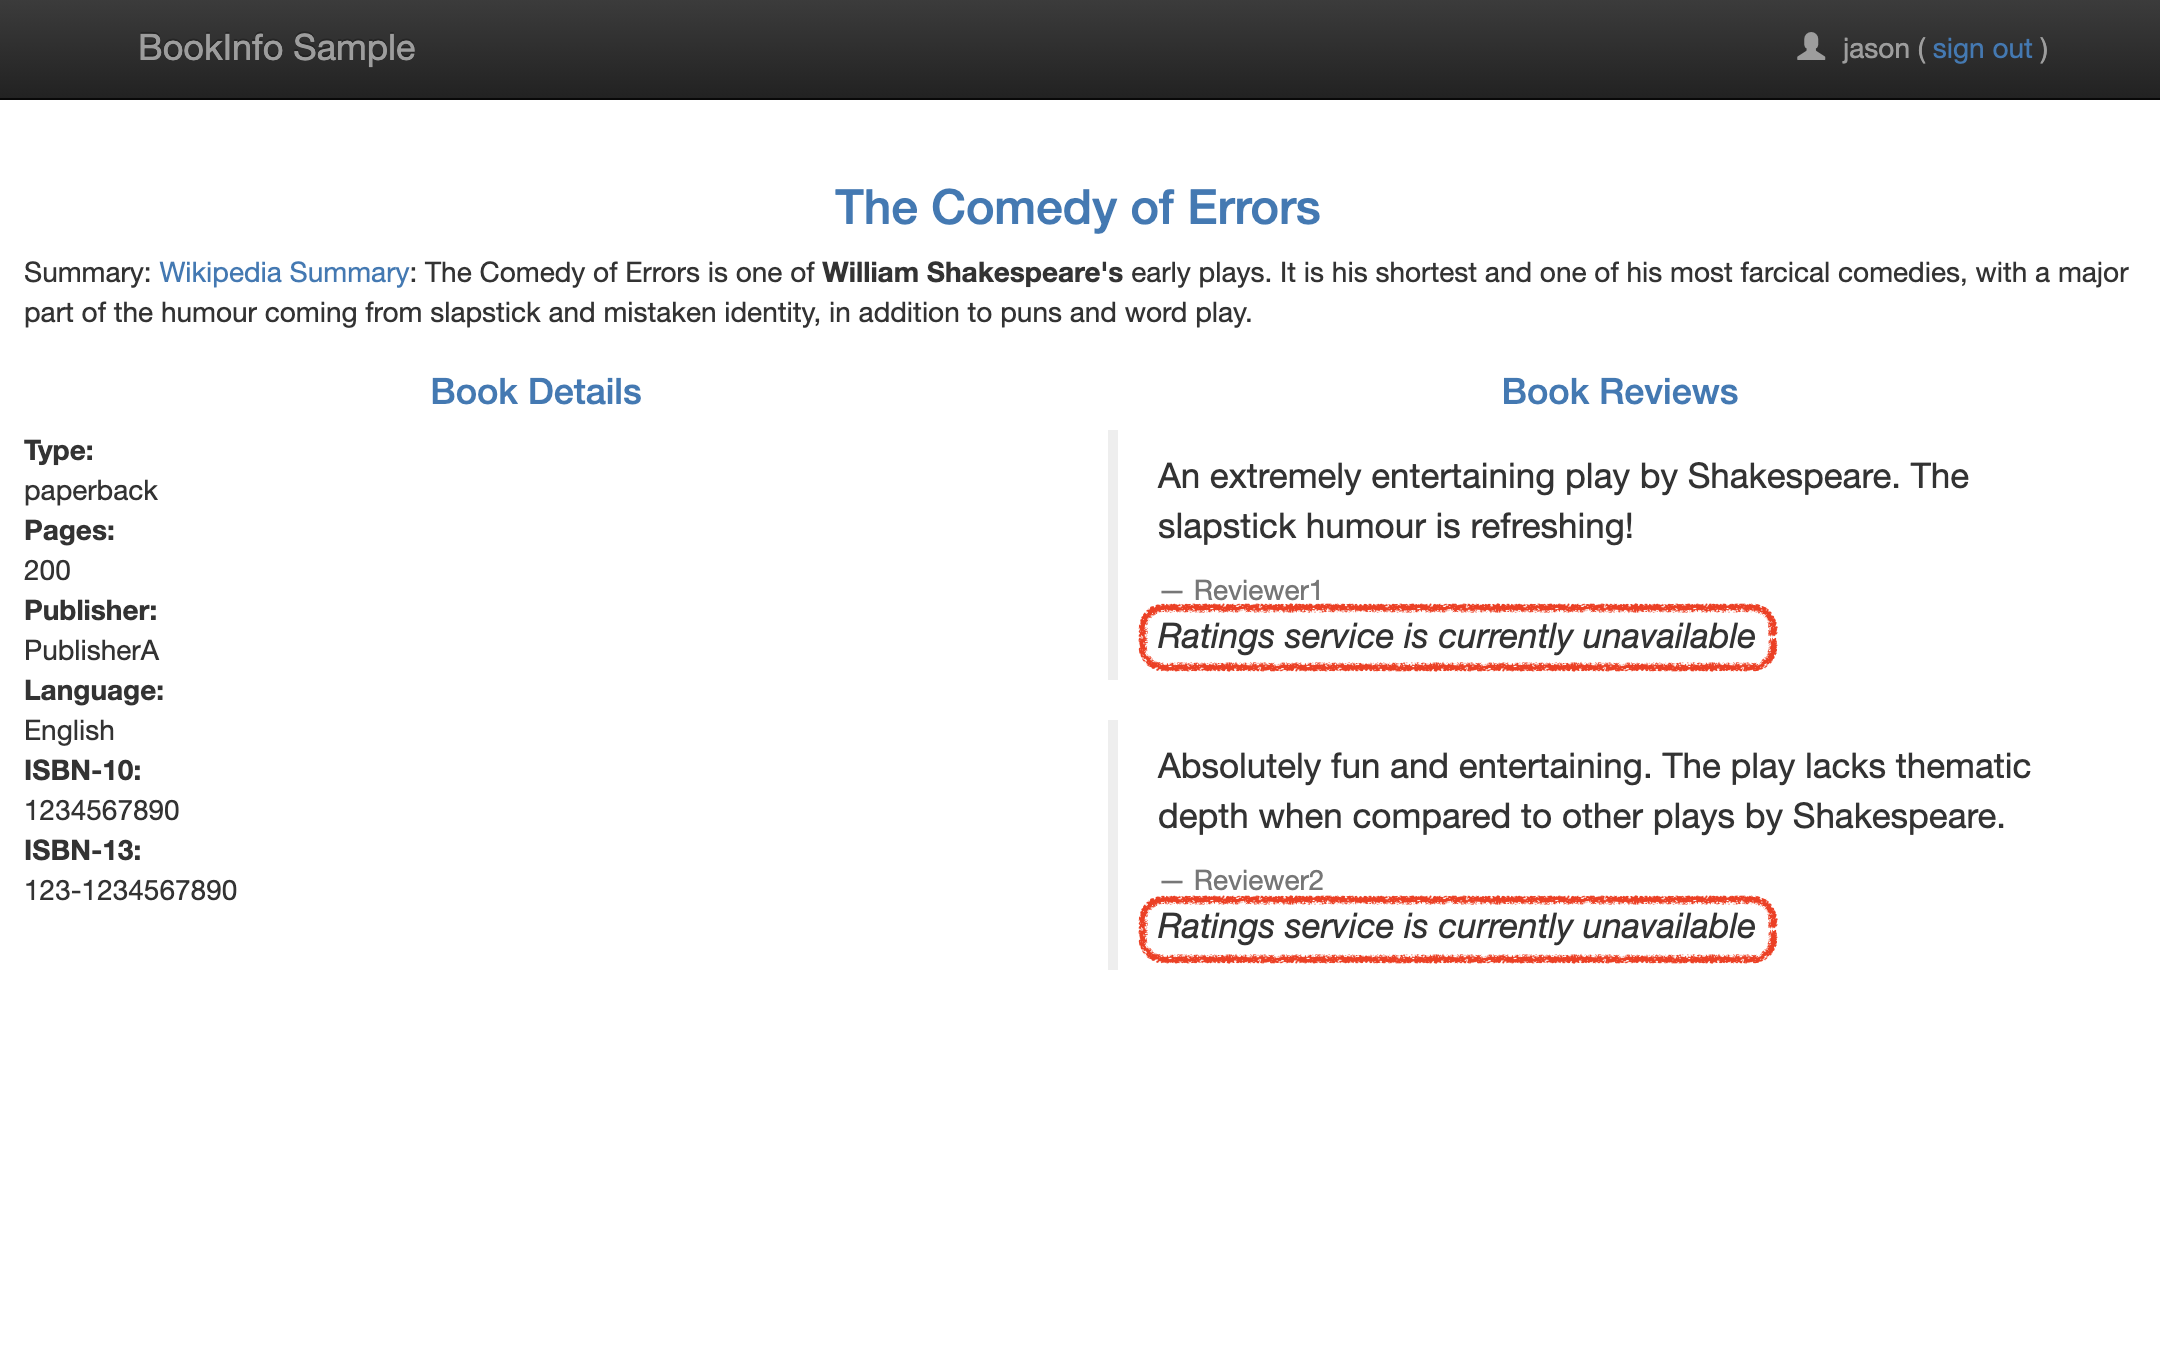 BookInfo Sample
jason ( sign out )
The Comedy of Errors
Summary: Wikipedia Summary: The Comedy of Errors is one of William Shakespeare's early plays. It is his shortest and one of his most farcical comedies, with a major
part of the humour coming from slapstick and mistaken identity, in addition to puns and word play.
Book Details
Type:
paperback
Pages:
200
Publisher:
PublisherA
Language:
English
ISBN-10:
1234567890
ISBN-13:
123-1234567890
Book Reviews
An extremely entertaining play by Shakespeare. The
slapstick humour is refreshing!
— Reviewer1
Ratings service is currently unavailable
Absolutely fun and entertaining. The play lacks thematic
depth when compared to other plays by Shakespeare.
— Reviewer2
Ratings service is currently unavailable